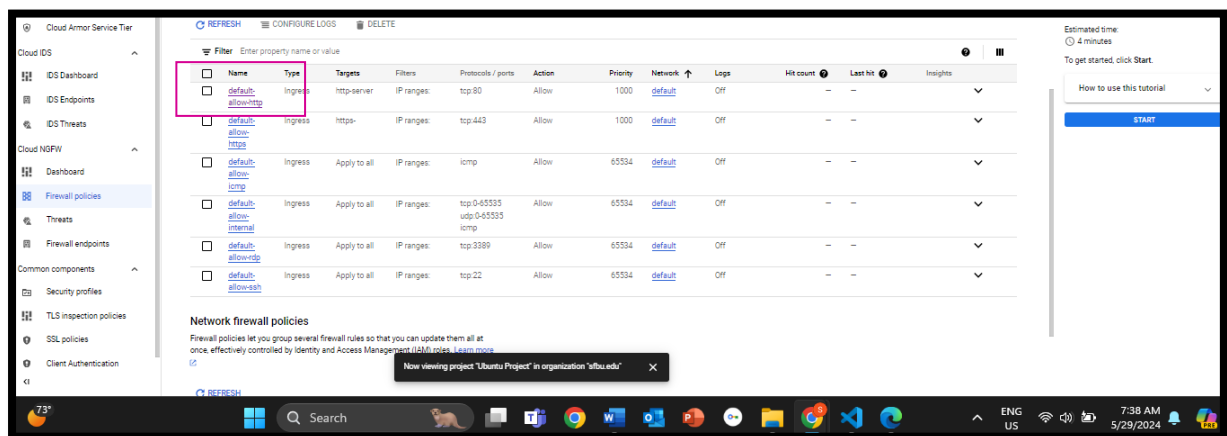 Cloud Armor Service Tier
Cloud IDS
IDS Dashboard
IDS Endpoints
IDS Threats
Cloud NGFW
Dashboard
Firewall policies
Threats
Firewall endpoints
Common components
Security profiles
TLS inspection policies
SSL policies
Client Authentication
REFRESH CONFIGURE LOGS DELETE
Filter Enter property name or value
Name Type Targets Filters Protocols / ports Action Priority Network Logs Hit count Last hit Insights
default- Ingress http-server IP ranges: tcp:80 Allow 1000 default Off — —
allow-http
default- Ingress https- IP ranges: tcp:443 Allow 1000 default Off — —
allow-
https
default- Ingress Apply to all IP ranges: icmp Allow 65534 default Off — —
allow-
icmp
default- Ingress Apply to all IP ranges: tcp:0-65535 Allow 65534 default Off — —
allow- udp:0-65535
internal icmp
default- Ingress Apply to all IP ranges: tcp:3389 Allow 65534 default Off — —
allow-rdp
default- Ingress Apply to all IP ranges: tcp:22 Allow 65534 default Off — —
allow-ssh
Network firewall policies
Firewall policies let you group several firewall rules so that you can update them all at
once, effectively controlled by Identity and Access Management (IAM) roles. Learn more
REFRESH
Now viewing project "Ubuntu Project" in organization "sfbu.edu"
Estimated time:
4 minutes
To get started, click Start.
How to use this tutorial
START
73°
Search
ENG
US
7:38 AM
5/29/2024
PRE